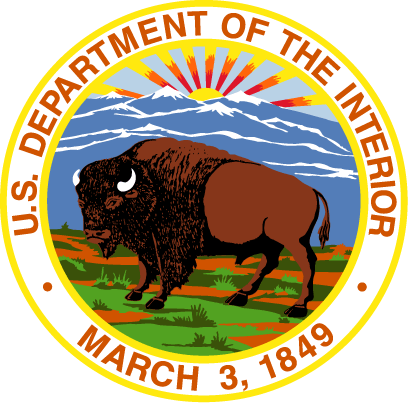 U.S. DEPARTMENT OF THE INTERIOR
MARCH 3, 1849